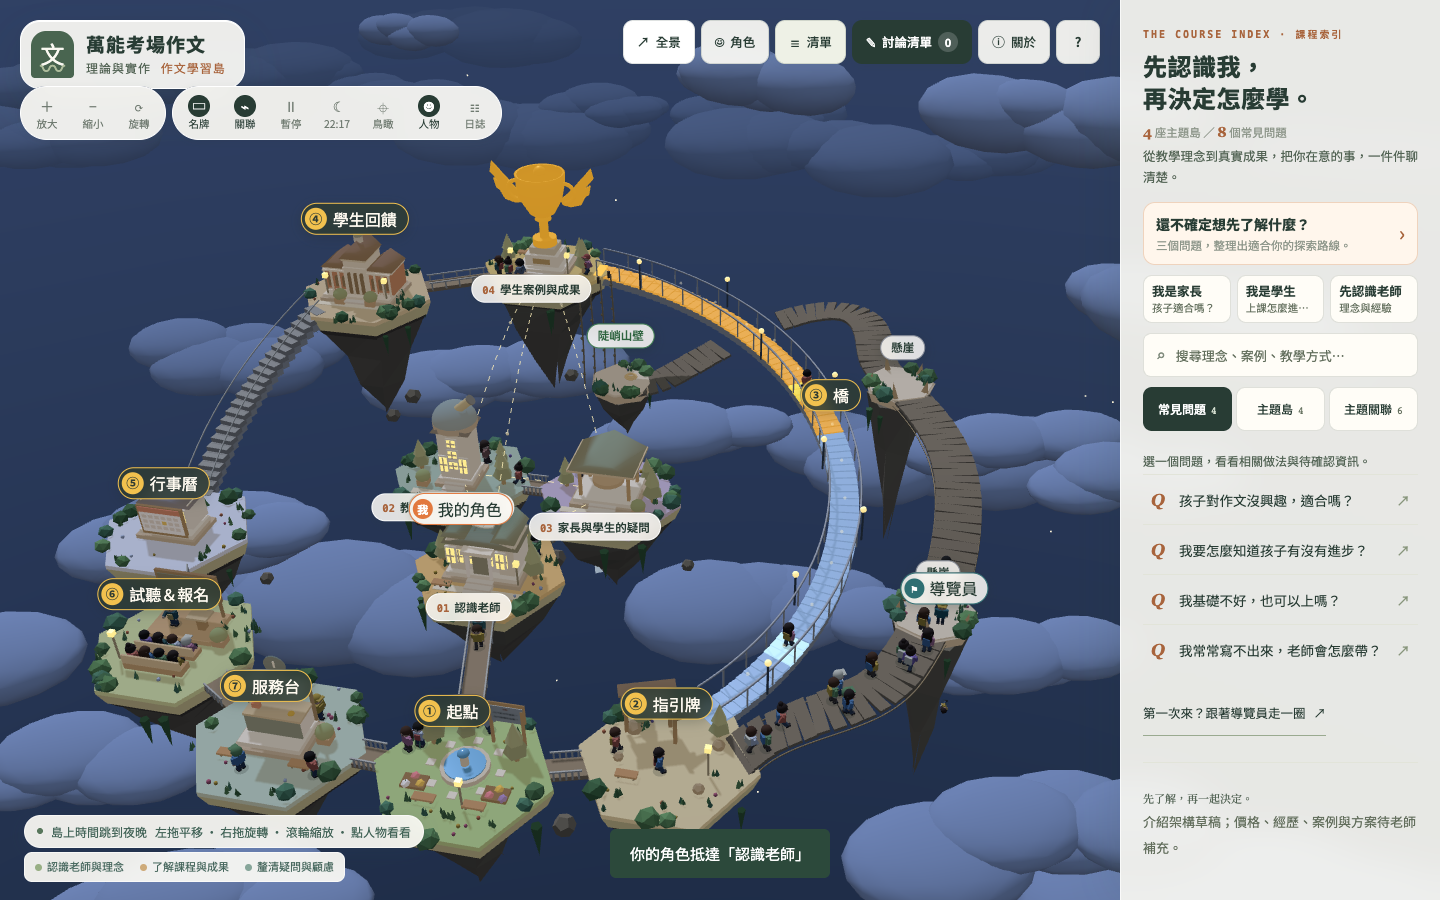 文
萬能考場作文
理論與實作 作文學習島
放大
縮小
旋轉
名牌
關聯
暫停
22:17
鳥瞰
人物
日誌
全景
角色
清單
討論清單 0
關於
?
④ 學生回饋
04 學生案例與成果
陡峭山壁
懸崖
③ 橋
⑤ 行事曆
02 教
我 我的角色
03 家長與學生的疑問
懸崖
導覽員
⑥ 試聽&報名
01 認識老師
⑦ 服務台
① 起點
② 指引牌
島上時間跳到夜晚 左拖平移・右拖旋轉・滾輪縮放・點人物看看
認識老師與理念
了解課程與成果
釐清疑問與顧慮
你的角色抵達「認識老師」
THE COURSE INDEX · 課程索引
先認識我,
再決定怎麼學。
4 座主題島／8 個常見問題
從教學理念到真實成果,把你在意的事,一件件聊
清楚。
還不確定想先了解什麼?
三個問題,整理出適合你的探索路線。
我是家長
孩子適合嗎?
我是學生
上課怎麼進…
先認識老師
理念與經驗
搜尋理念、案例、教學方式…
常見問題 4
主題島 4
主題關聯 6
選一個問題,看看相關做法與待確認資訊。
Q 孩子對作文沒興趣,適合嗎? ↗
Q 我要怎麼知道孩子有沒有進步? ↗
Q 我基礎不好,也可以上嗎? ↗
Q 我常常寫不出來,老師會怎麼帶? ↗
第一次來?跟著導覽員走一圈 ↗
先了解,再一起決定。
介紹架構草稿;價格、經歷、案例與方案待老師
補充。